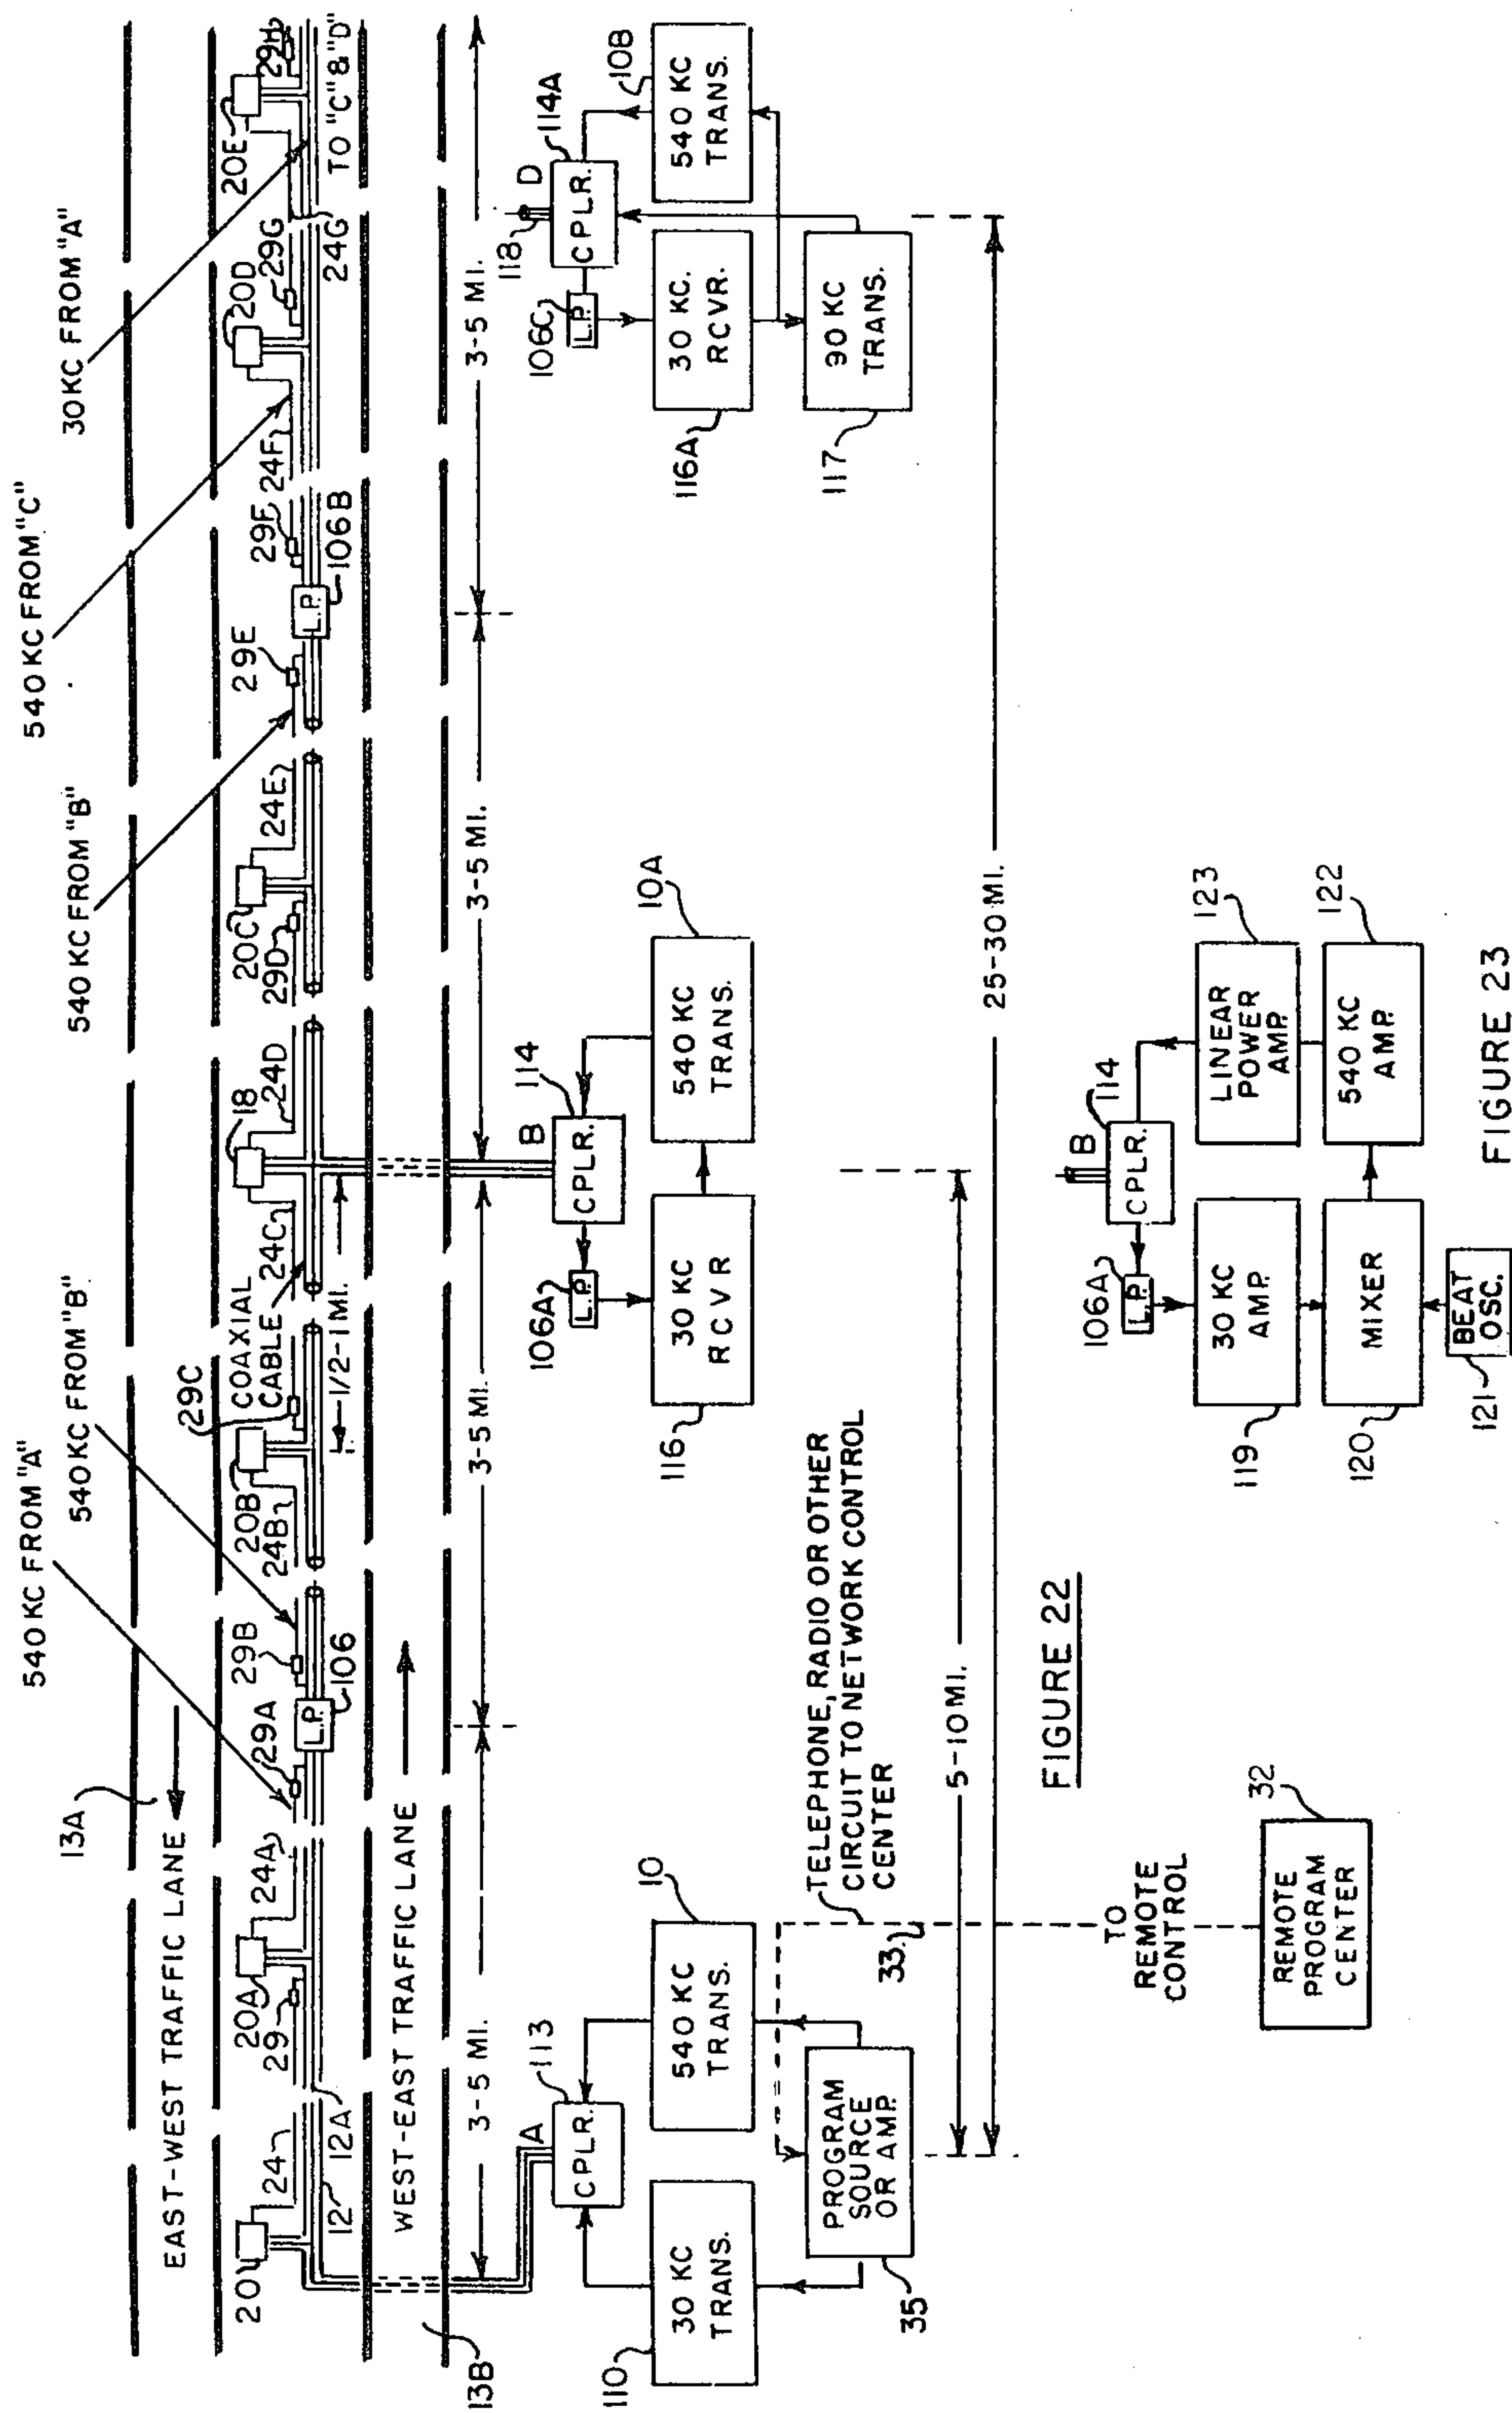 30 KC FROM "A"
540 KC FROM "C"
540 KC FROM "B"
540 KC FROM "B"
540 KC FROM "A"
13A
EAST-WEST TRAFFIC LANE
20
24
20A
29
24A
29A
29B
24B
20B
29C
COAXIAL
CABLE
24C
18
24D
29D
20C
24E
29E
29F
24F
20D
29G
20E
29H
12
12A
L.P.
106
1/2-1 MI.
L.P.
106B
24G
TO "C" & "D"
WEST-EAST TRAFFIC LANE
13B
3-5 MI.
3-5 MI.
3-5 MI.
3-5 MI.
A
113
CPLR.
110
30 KC
TRANS.
10
540 KC
TRANS.
PROGRAM
SOURCE
OR AMP.
35
TELEPHONE, RADIO OR OTHER
CIRCUIT TO NETWORK CONTROL
CENTER
33
B
114
CPLR.
106A
L.P.
116
30 KC
RCVR
10A
540 KC
TRANS.
118
D
114A
CPLR.
106C
L.P.
116A
30 KC.
RCVR.
10B
540 KC
TRANS.
117
90 KC
TRANS.
5-10 MI.
25-30 MI.
TO
REMOTE
CONTROL
32
REMOTE
PROGRAM
CENTER
FIGURE 22
B
114
CPLR.
106A
L.P.
119
30 KC
AMP.
123
LINEAR
POWER
AMP.
120
MIXER
122
540 KC
AMP.
121
BEAT
OSC.
FIGURE 23